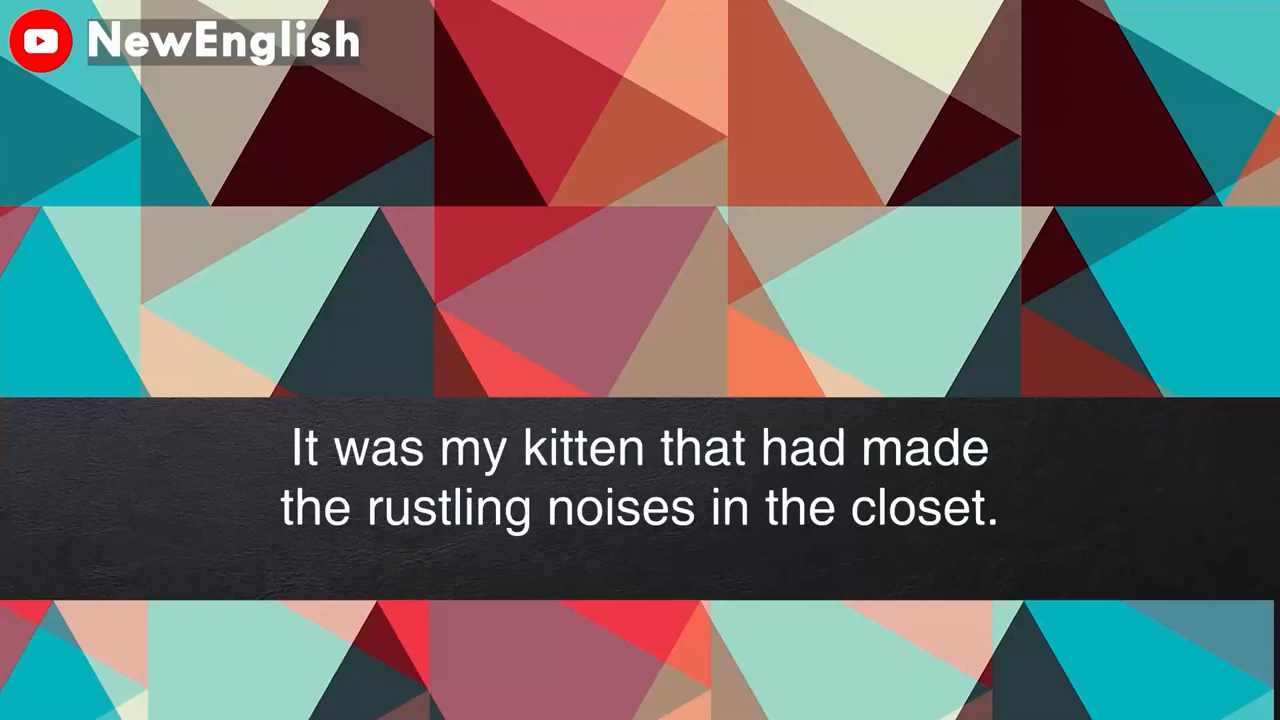 NewEnglish
It was my kitten that had made
the rustling noises in the closet.